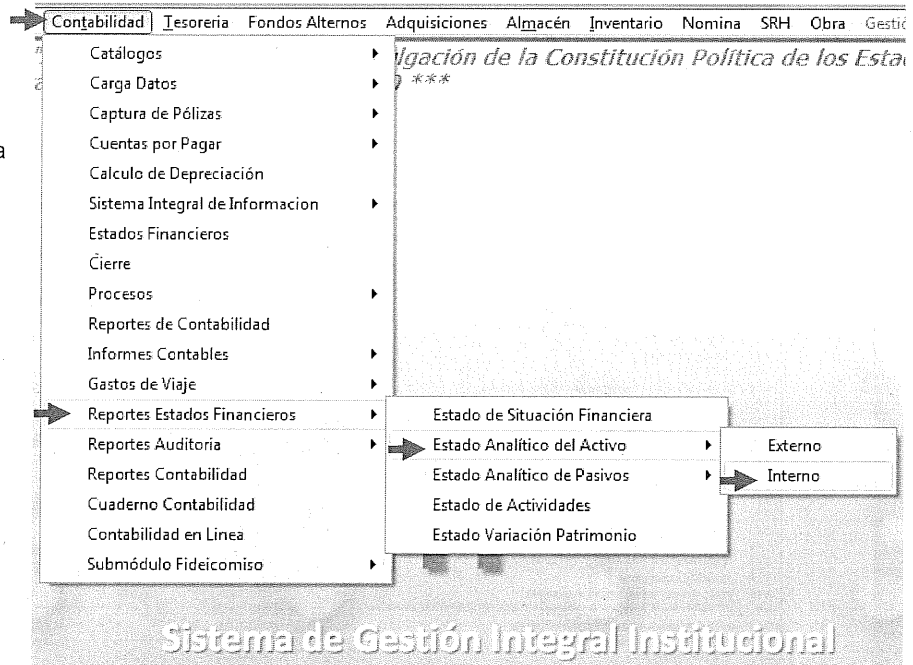 Contabilidad Tesoreria Fondos Alternos Adquisiciones Almacén Inventario Nomina SRH Obra Gestió
lgación de la Constitución Política de los Estad
***
a
Catálogos
Carga Datos
Captura de Pólizas
Cuentas por Pagar
Calculo de Depreciación
Sistema Integral de Informacion
Estados Financieros
Cierre
Procesos
Reportes de Contabilidad
Informes Contables
Gastos de Viaje
Reportes Estados Financieros
Reportes Auditoria
Reportes Contabilidad
Cuaderno Contabilidad
Contabilidad en Linea
Submódulo Fideicomiso
Estado de Situación Financiera
Estado Analítico del Activo
Estado Analítico de Pasivos
Estado de Actividades
Estado Variación Patrimonio
Externo
Interno
Sistema de Gestión Integral Institucional